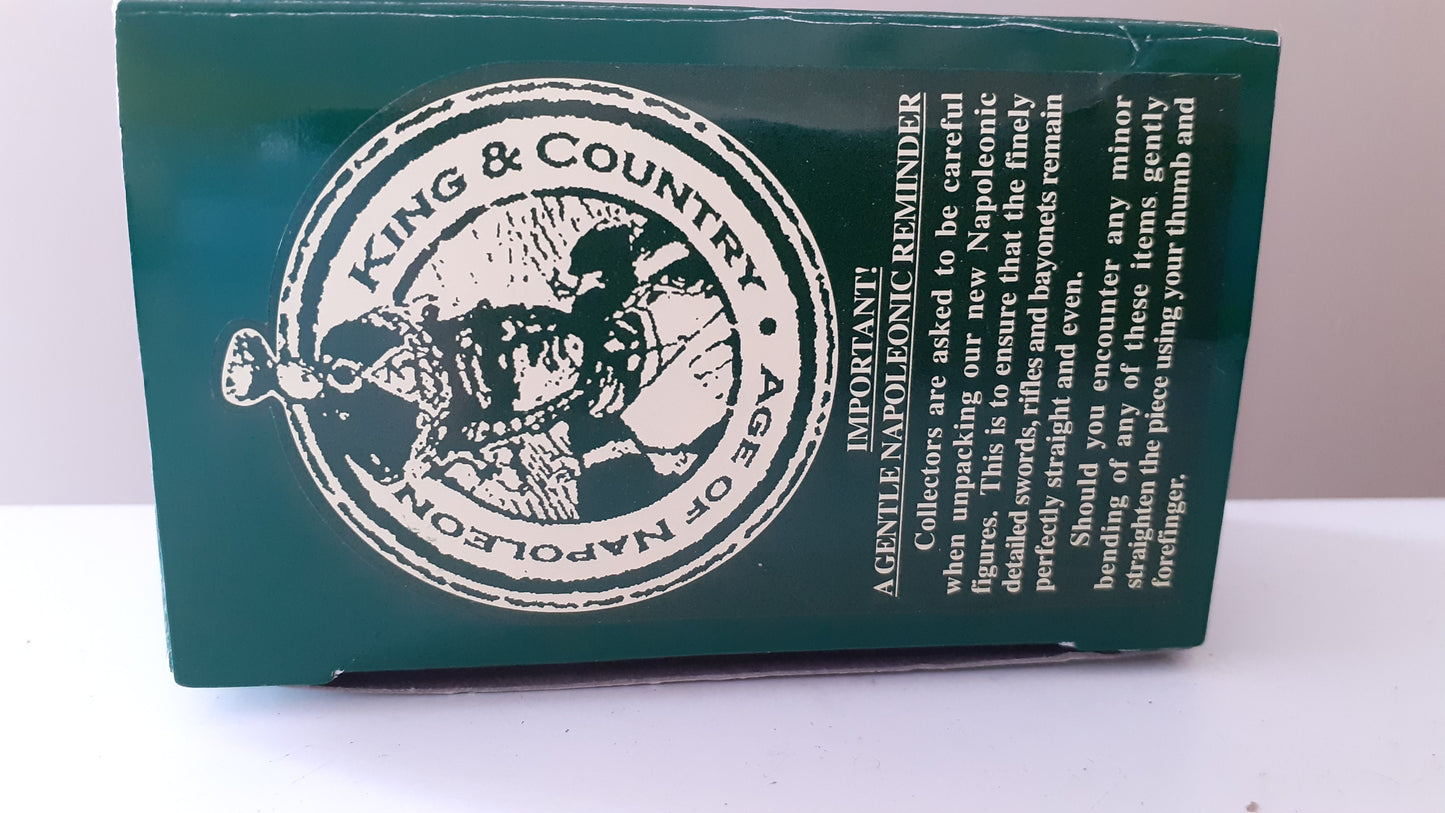 KING & COUNTRY • AGE OF NAPOLEON
IMPORTANT!
A GENTLE NAPOLEONIC REMINDER
Collectors are asked to be careful
when unpacking our new Napoleonic
figures. This is to ensure that the finely
detailed swords, rifles and bayonets remain
perfectly straight and even.
Should you encounter any minor
bending of any of these items gently
straighten the piece using your thumb and
forefinger.